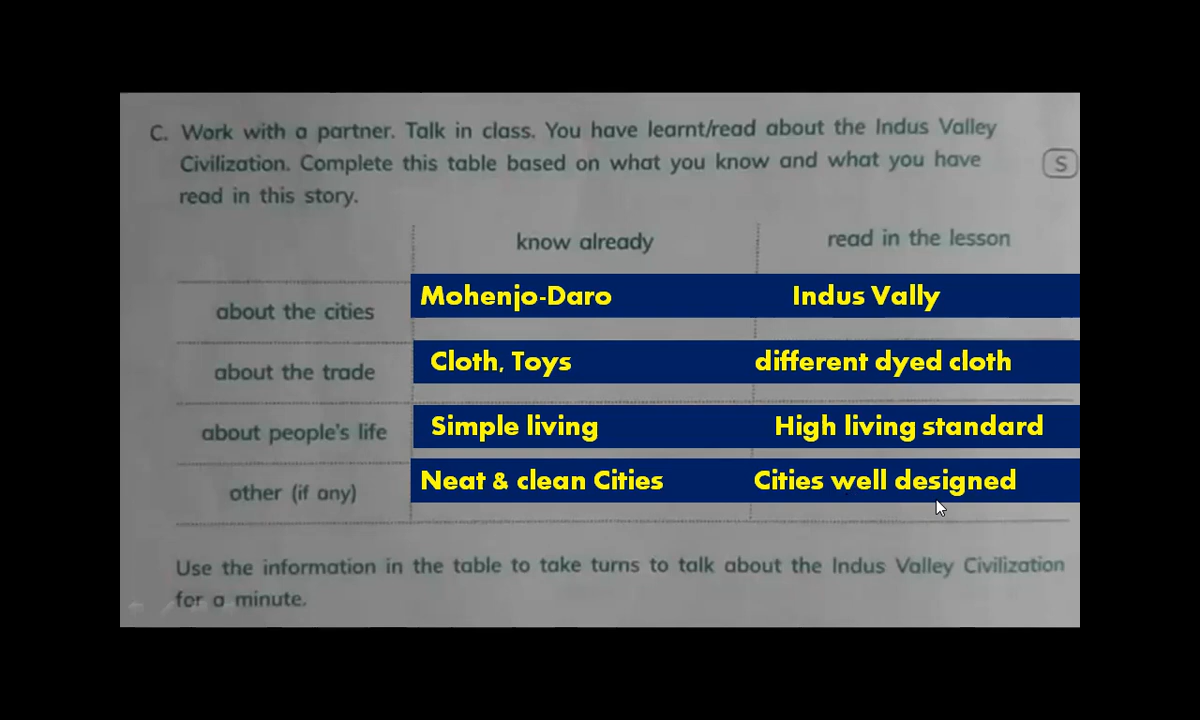 C. Work with a partner. Talk in class. You have learnt/read about the Indus Valley
Civilization. Complete this table based on what you know and what you have
read in this story.
S
know already read in the lesson
about the cities Mohenjo-Daro Indus Vally
about the trade Cloth, Toys different dyed cloth
about people's life Simple living High living standard
other (if any) Neat & clean Cities Cities well designed
Use the information in the table to take turns to talk about the Indus Valley Civilization
for a minute.